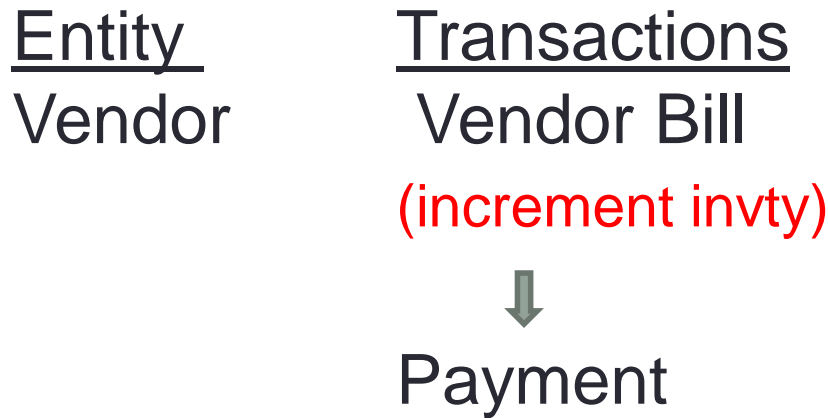 Entity Transactions
Vendor Vendor Bill
(increment invty)
Payment